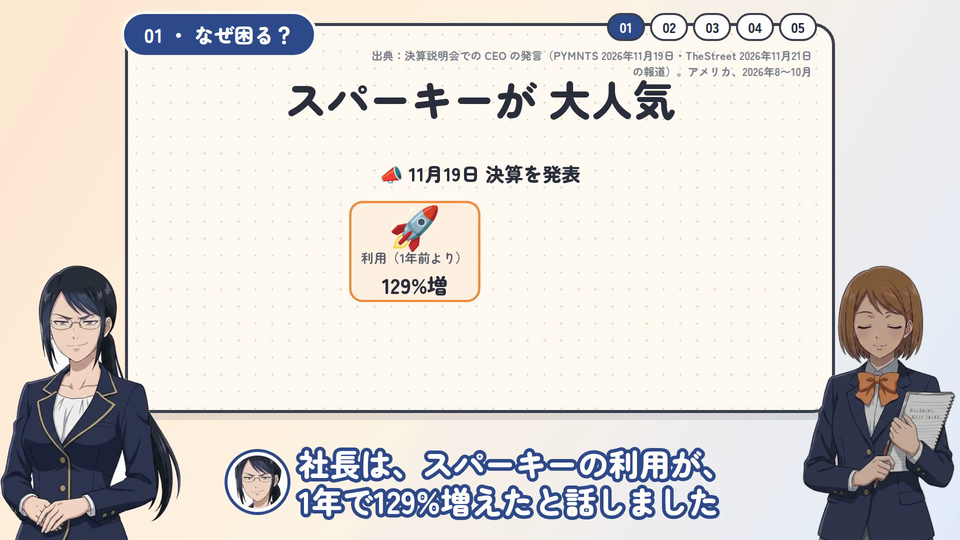 01 ・ なぜ困る？
01 02 03 04 05
出典：決算説明会での CEO の発言（PYMNTS 2026年11月19日・TheStreet 2026年11月21日
の報道）。アメリカ、2026年8〜10月
スパーキーが 大人気
11月19日 決算を発表
利用（1年前より）
129%増
社長は、スパーキーの利用が、
1年で129%増えたと話しました